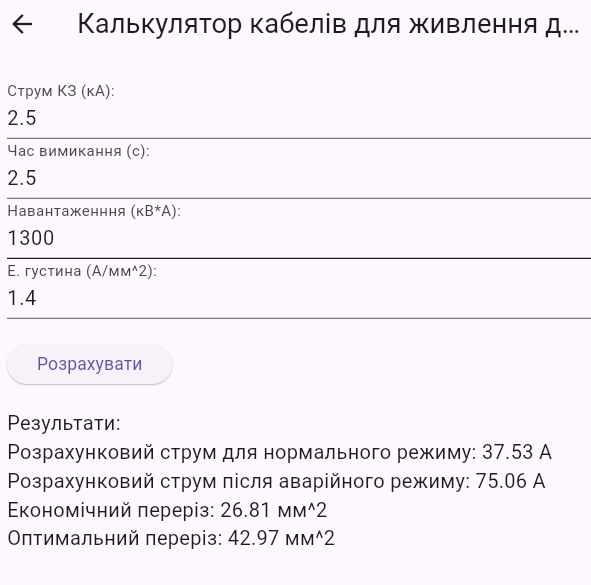 Калькулятор кабелів для живлення д...
Струм КЗ (кА):
2.5
Час вимикання (с):
2.5
Навантаженння (кВ*А):
1300
Е. густина (А/мм^2):
1.4
Розрахувати
Результати:
Розрахунковий струм для нормального режиму: 37.53 А
Розрахунковий струм після аварійного режиму: 75.06 А
Економічний переріз: 26.81 мм^2
Оптимальний переріз: 42.97 мм^2